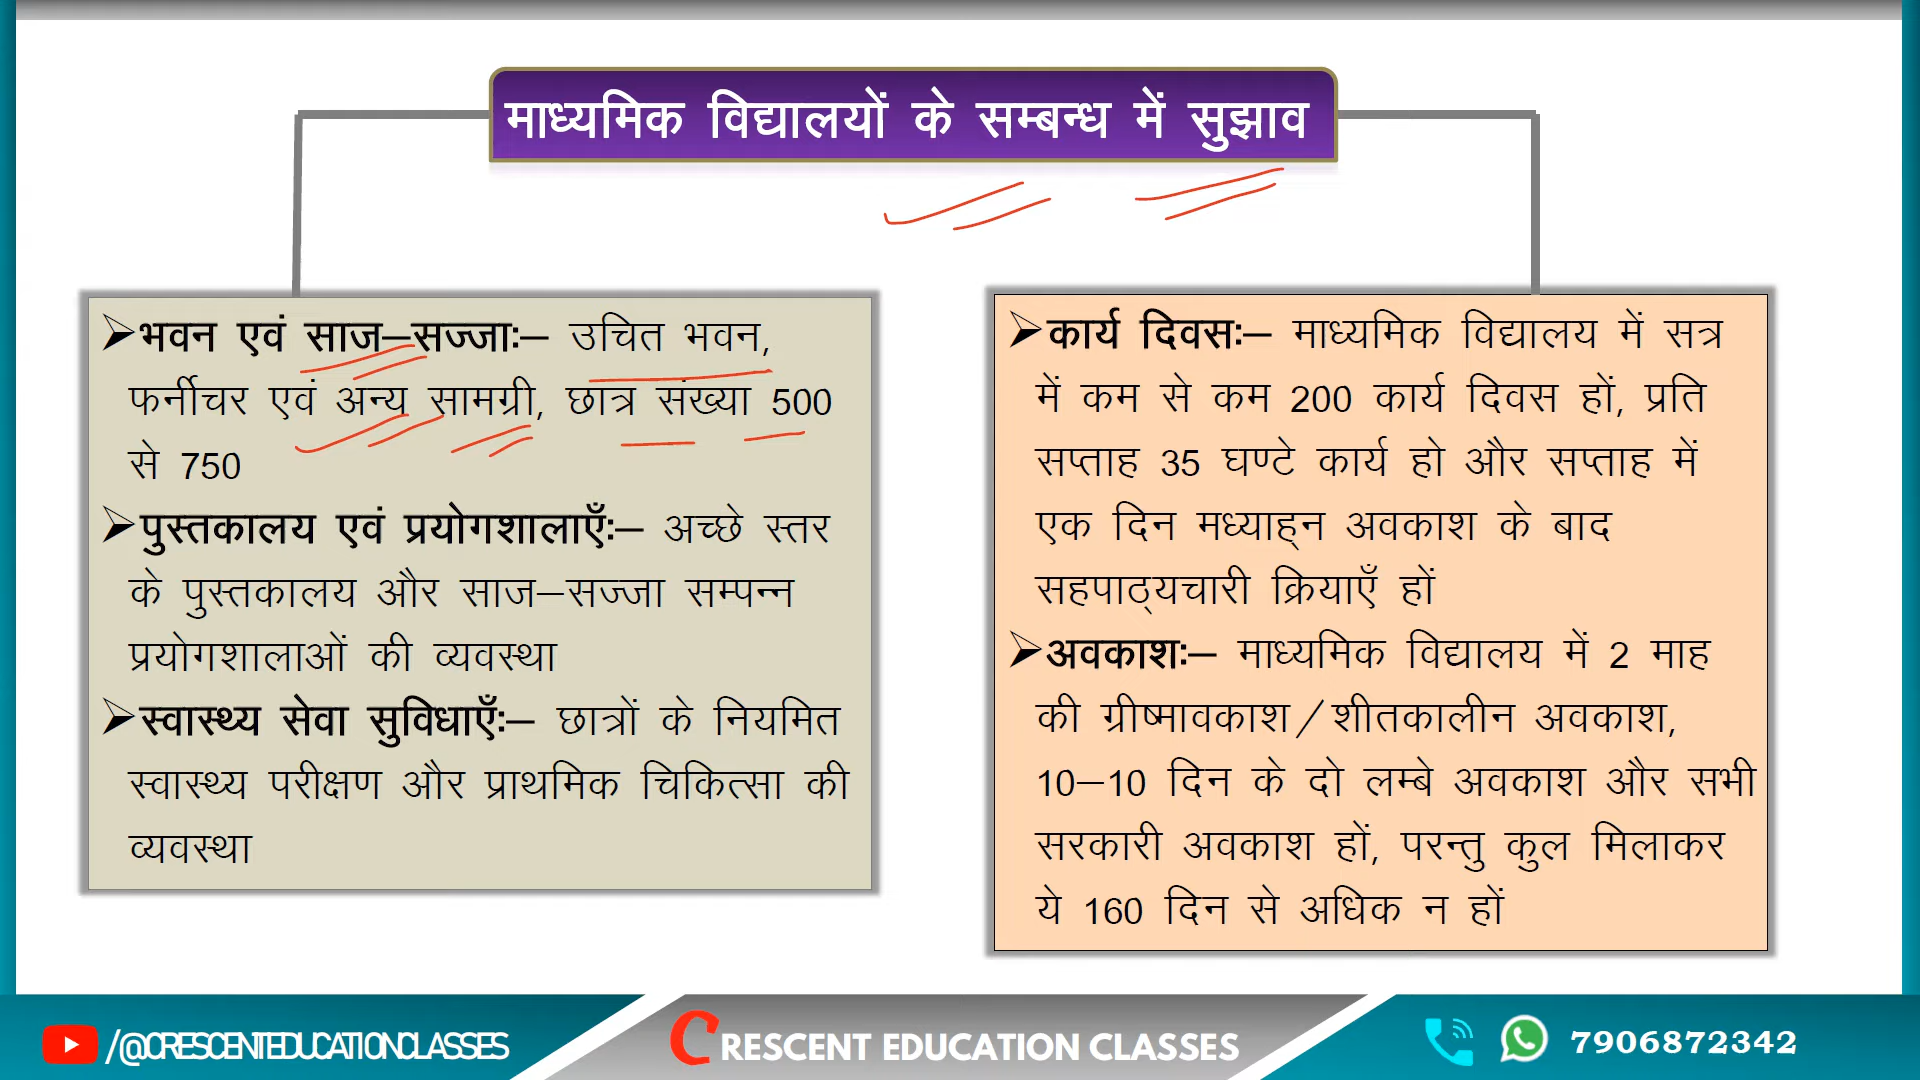 माध्यमिक विद्यालयों के सम्बन्ध में सुझाव
➢भवन एवं साज–सज्जाः– उचित भवन,
फर्नीचर एवं अन्य सामग्री, छात्र संख्या 500
से 750
➢पुस्तकालय एवं प्रयोगशालाएँः– अच्छे स्तर
के पुस्तकालय और साज–सज्जा सम्पन्न
प्रयोगशालाओं की व्यवस्था
➢स्वास्थ्य सेवा सुविधाएँः– छात्रों के नियमित
स्वास्थ्य परीक्षण और प्राथमिक चिकित्सा की
व्यवस्था
➢कार्य दिवसः– माध्यमिक विद्यालय में सत्र
में कम से कम 200 कार्य दिवस हों, प्रति
सप्ताह 35 घण्टे कार्य हो और सप्ताह में
एक दिन मध्याह्न अवकाश के बाद
सहपाठ्यचारी क्रियाएँ हों
➢अवकाशः– माध्यमिक विद्यालय में 2 माह
की ग्रीष्मावकाश/शीतकालीन अवकाश,
10–10 दिन के दो लम्बे अवकाश और सभी
सरकारी अवकाश हों, परन्तु कुल मिलाकर
ये 160 दिन से अधिक न हों
/@CRESCENTEDUCATIONCLASSES
CRESCENT EDUCATION CLASSES
7906872342